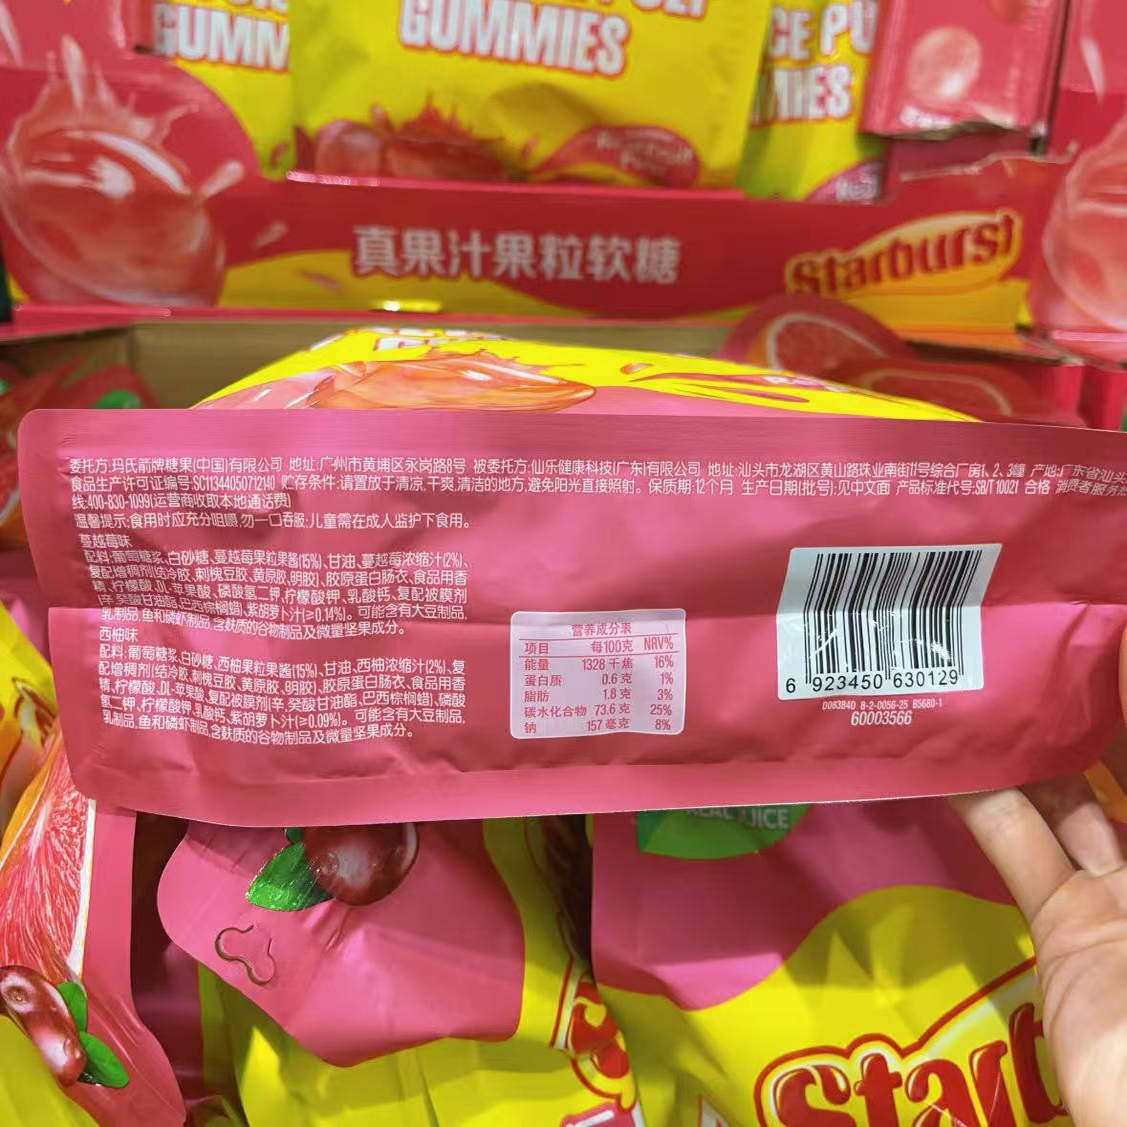 GUMMIES
GUMMIES
真果汁果粒软糖
Starburst
委托方:玛氏箭牌糖果(中国)有限公司 地址:广州市黄埔区永岗路8号 被委托方:仙乐健康科技(广东)有限公司 地址:汕头市龙湖区黄山路珠业南街11号综合厂房1、2、3幢 产地:广东省汕头
食品生产许可证编号:SC11344050712140 贮存条件:请置放于清凉,干爽,清洁的地方,避免阳光直接照射。保质期:12个月 生产日期(批号):见中文面 产品标准代号:SB/T 10021 合格 消费者服务热
线:400-830-1099(运营商收取本地通话费)
温馨提示:食用时应充分咀嚼,勿一口吞服;儿童需在成人监护下食用。
蔓越莓味
配料:葡萄糖浆、白砂糖、蔓越莓果粒果酱(15%)、甘油、蔓越莓浓缩汁(2%)、
复配增稠剂(结冷胶,刺槐豆胶,黄原胶,明胶)、胶原蛋白肠衣、食品用香
精、柠檬酸、DL-苹果酸、磷酸氢二钾、柠檬酸钾、乳酸钙、复配被膜剂
(辛,癸酸甘油酯、巴西棕榈蜡)、紫胡萝卜汁(≥0.14%)。可能含有大豆制品,
乳制品,鱼和磷虾制品,含麸质的谷物制品及微量坚果成分。
西柚味
配料:葡萄糖浆、白砂糖、西柚果粒果酱(15%)、甘油、西柚浓缩汁(2%)、复
配增稠剂(结冷胶,刺槐豆胶,黄原胶,明胶)、胶原蛋白肠衣、食品用香
精、柠檬酸、DL-苹果酸、复配被膜剂(辛,癸酸甘油酯、巴西棕榈蜡)、磷酸
氢二钾、柠檬酸钾、乳酸钙、紫胡萝卜汁(≥0.09%)。可能含有大豆制品,
乳制品,鱼和磷虾制品,含麸质的谷物制品及微量坚果成分。
营养成分表
项目 每100克 NRV%
能量 1328 千焦 16%
蛋白质 0.6 克 1%
脂肪 1.8 克 3%
碳水化合物 73.6 克 25%
钠 157 毫克 8%
6 923450 630129
0083840 8-2-0056-25 B5680-1
60003566
REAL JUICE
Starb